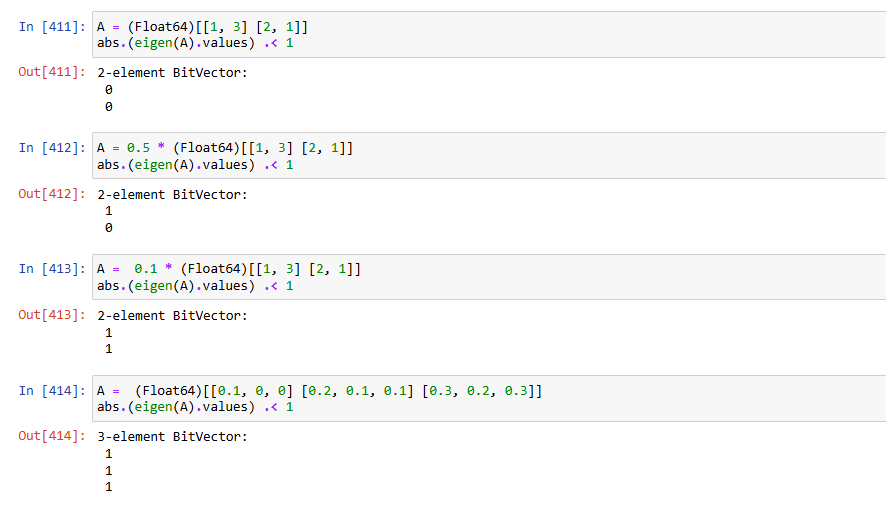 In [411]: A = (Float64)[[1, 3] [2, 1]]
abs.(eigen(A).values) .< 1
Out[411]: 2-element BitVector:
0
0
In [412]: A = 0.5 * (Float64)[[1, 3] [2, 1]]
abs.(eigen(A).values) .< 1
Out[412]: 2-element BitVector:
1
0
In [413]: A =  0.1 * (Float64)[[1, 3] [2, 1]]
abs.(eigen(A).values) .< 1
Out[413]: 2-element BitVector:
1
1
In [414]: A =  (Float64)[[0.1, 0, 0] [0.2, 0.1, 0.1] [0.3, 0.2, 0.3]]
abs.(eigen(A).values) .< 1
Out[414]: 3-element BitVector:
1
1
1